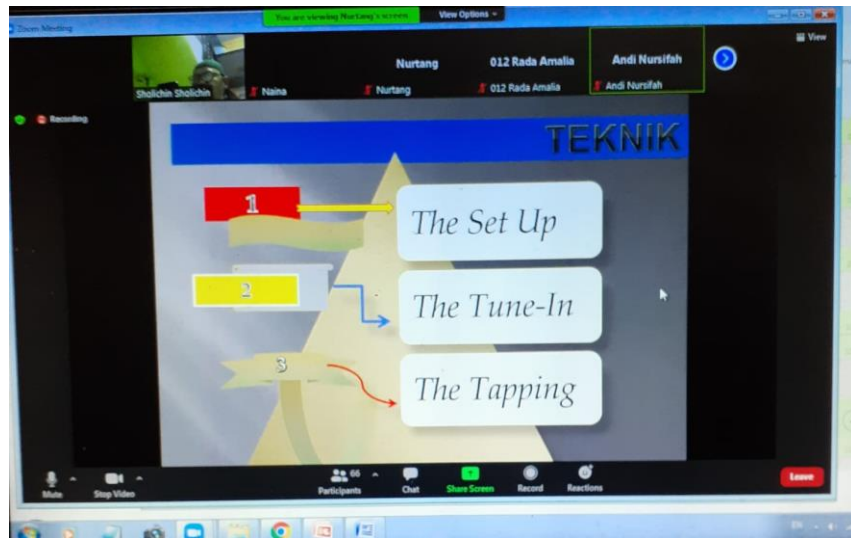 You are viewing Nurtang's screen
View Options
Zoom Meeting
View
Nurtang
012 Rada Amalia
Andi Nursifah
Sholichin Sholichin
Naina
Nurtang
012 Rada Amalia
Andi Nursifah
Recording
TEKNIK
1
The Set Up
2
The Tune-In
3
The Tapping
66
Mute
Stop Video
Participants
Chat
Share Screen
Record
Reactions
Leave
EN